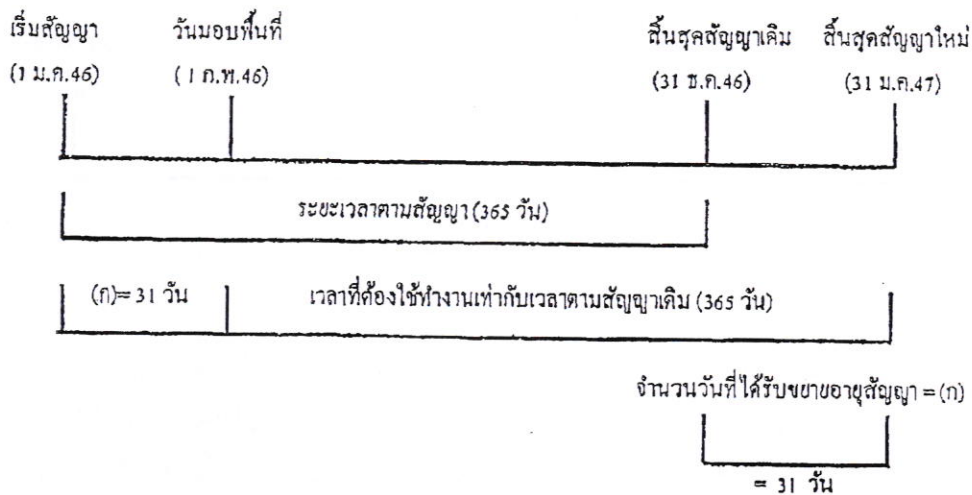 เริ่มสัญญา วันมอบพื้นที่ สิ้นสุดสัญญาเดิม สิ้นสุดสัญญาใหม่
(1 ม.ค.46) (1 ก.พ.46) (31 ธ.ค.46) (31 ม.ค.47)
ระยะเวลาตามสัญญา (365 วัน)
(ก)= 31 วัน เวลาที่ต้องใช้ทำงานเท่ากับเวลาตามสัญญาเดิม (365 วัน)
จำนวนวันที่ได้รับขยายอายุสัญญา = (ก)
= 31 วัน